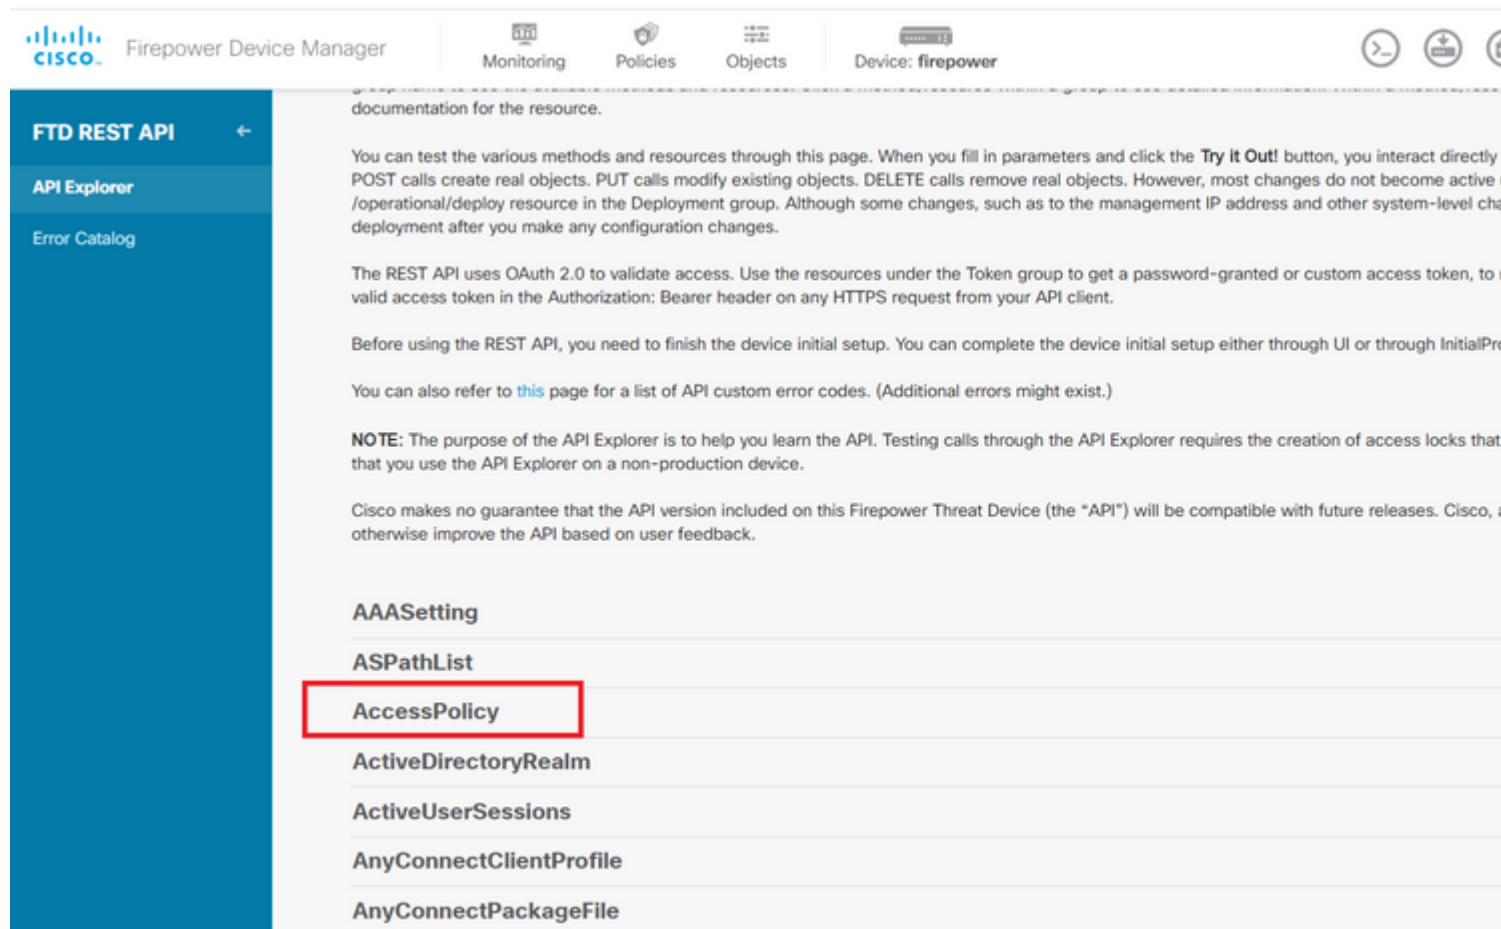 CISCO
Firepower Device Manager
Monitoring
Policies
Objects
Device: firepower
FTD REST API
API Explorer
Error Catalog
documentation for the resource.
You can test the various methods and resources through this page. When you fill in parameters and click the Try it Out! button, you interact directly
POST calls create real objects. PUT calls modify existing objects. DELETE calls remove real objects. However, most changes do not become active
/operational/deploy resource in the Deployment group. Although some changes, such as to the management IP address and other system-level cha
deployment after you make any configuration changes.
The REST API uses OAuth 2.0 to validate access. Use the resources under the Token group to get a password-granted or custom access token, to
valid access token in the Authorization: Bearer header on any HTTPS request from your API client.
Before using the REST API, you need to finish the device initial setup. You can complete the device initial setup either through UI or through InitialPr
You can also refer to this page for a list of API custom error codes. (Additional errors might exist.)
NOTE: The purpose of the API Explorer is to help you learn the API. Testing calls through the API Explorer requires the creation of access locks that
that you use the API Explorer on a non-production device.
Cisco makes no guarantee that the API version included on this Firepower Threat Device (the “API”) will be compatible with future releases. Cisco,
otherwise improve the API based on user feedback.
AAASetting
ASPathList
AccessPolicy
ActiveDirectoryRealm
ActiveUserSessions
AnyConnectClientProfile
AnyConnectPackageFile